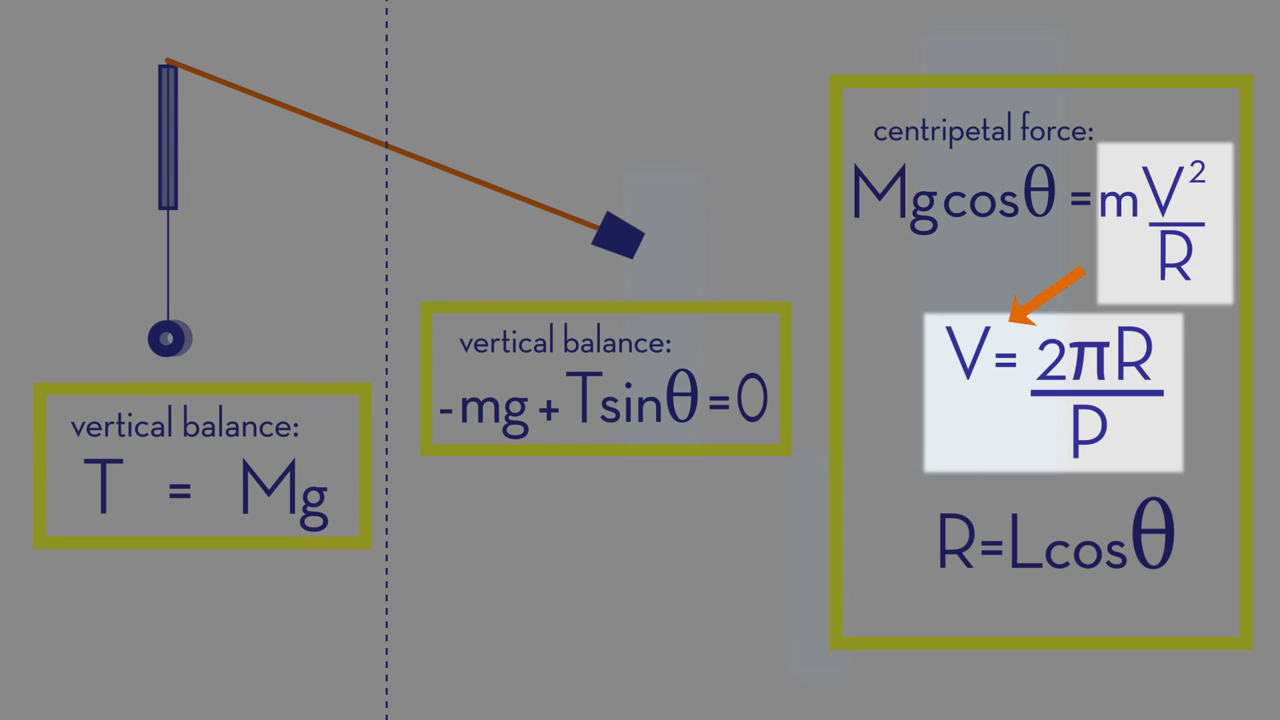 vertical balance:
T = Mg
vertical balance:
-mg + Tsinθ = 0
centripetal force:
Mgcosθ = m V²/R
V = 2πR/P
R = Lcosθ